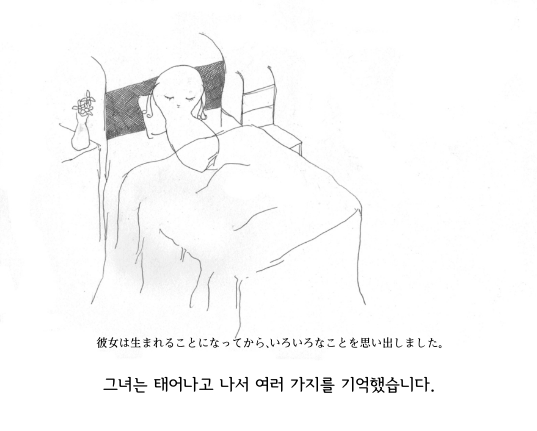 彼女は生まれることになってから、いろいろなことを思い出しました。
그녀는 태어나고 나서 여러 가지를 기억했습니다.